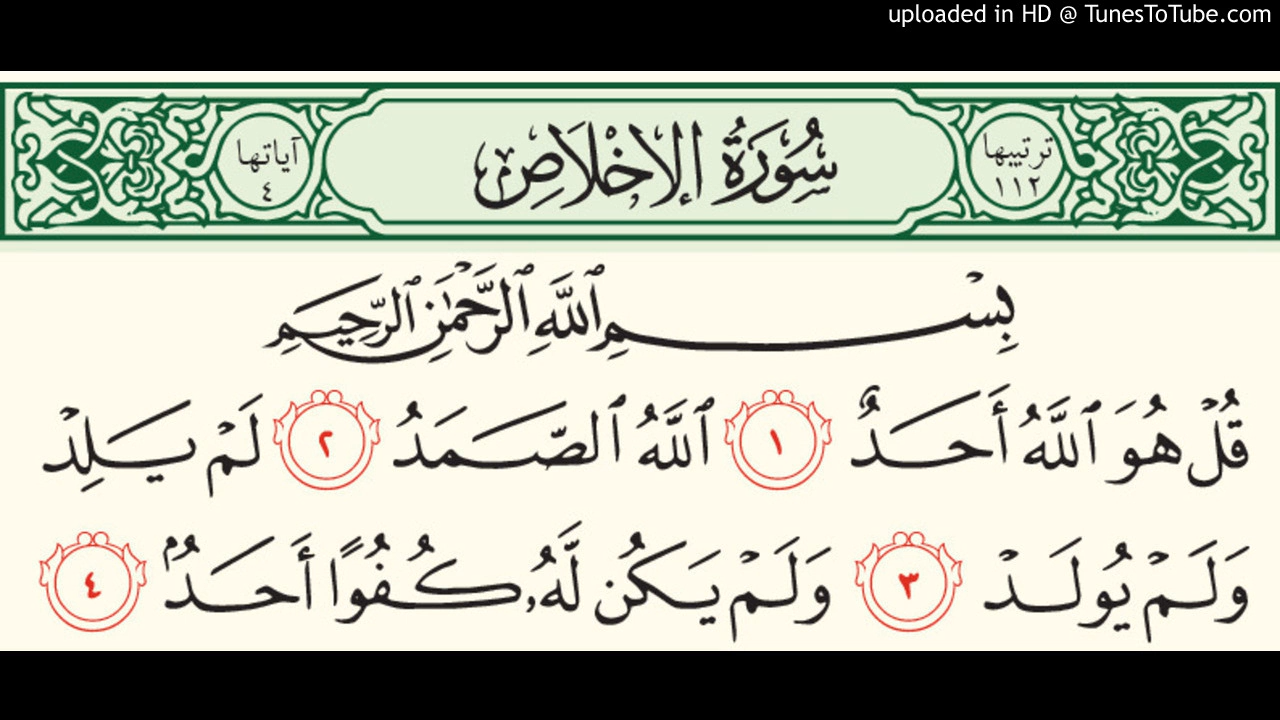 uploaded in HD @ TunesToTube.com
ترتيبها ١١٢ سُورَةُ الإِخْلَاصِ آياتها ٤
بِسْمِ ٱللَّهِ ٱلرَّحْمَٰنِ ٱلرَّحِيمِ
قُلْ هُوَ ٱللَّهُ أَحَدٌ ١ ٱللَّهُ ٱلصَّمَدُ ٢ لَمْ يَلِدْ
وَلَمْ يُولَدْ ٣ وَلَمْ يَكُن لَّهُۥ كُفُوًا أَحَدٌۢ ٤